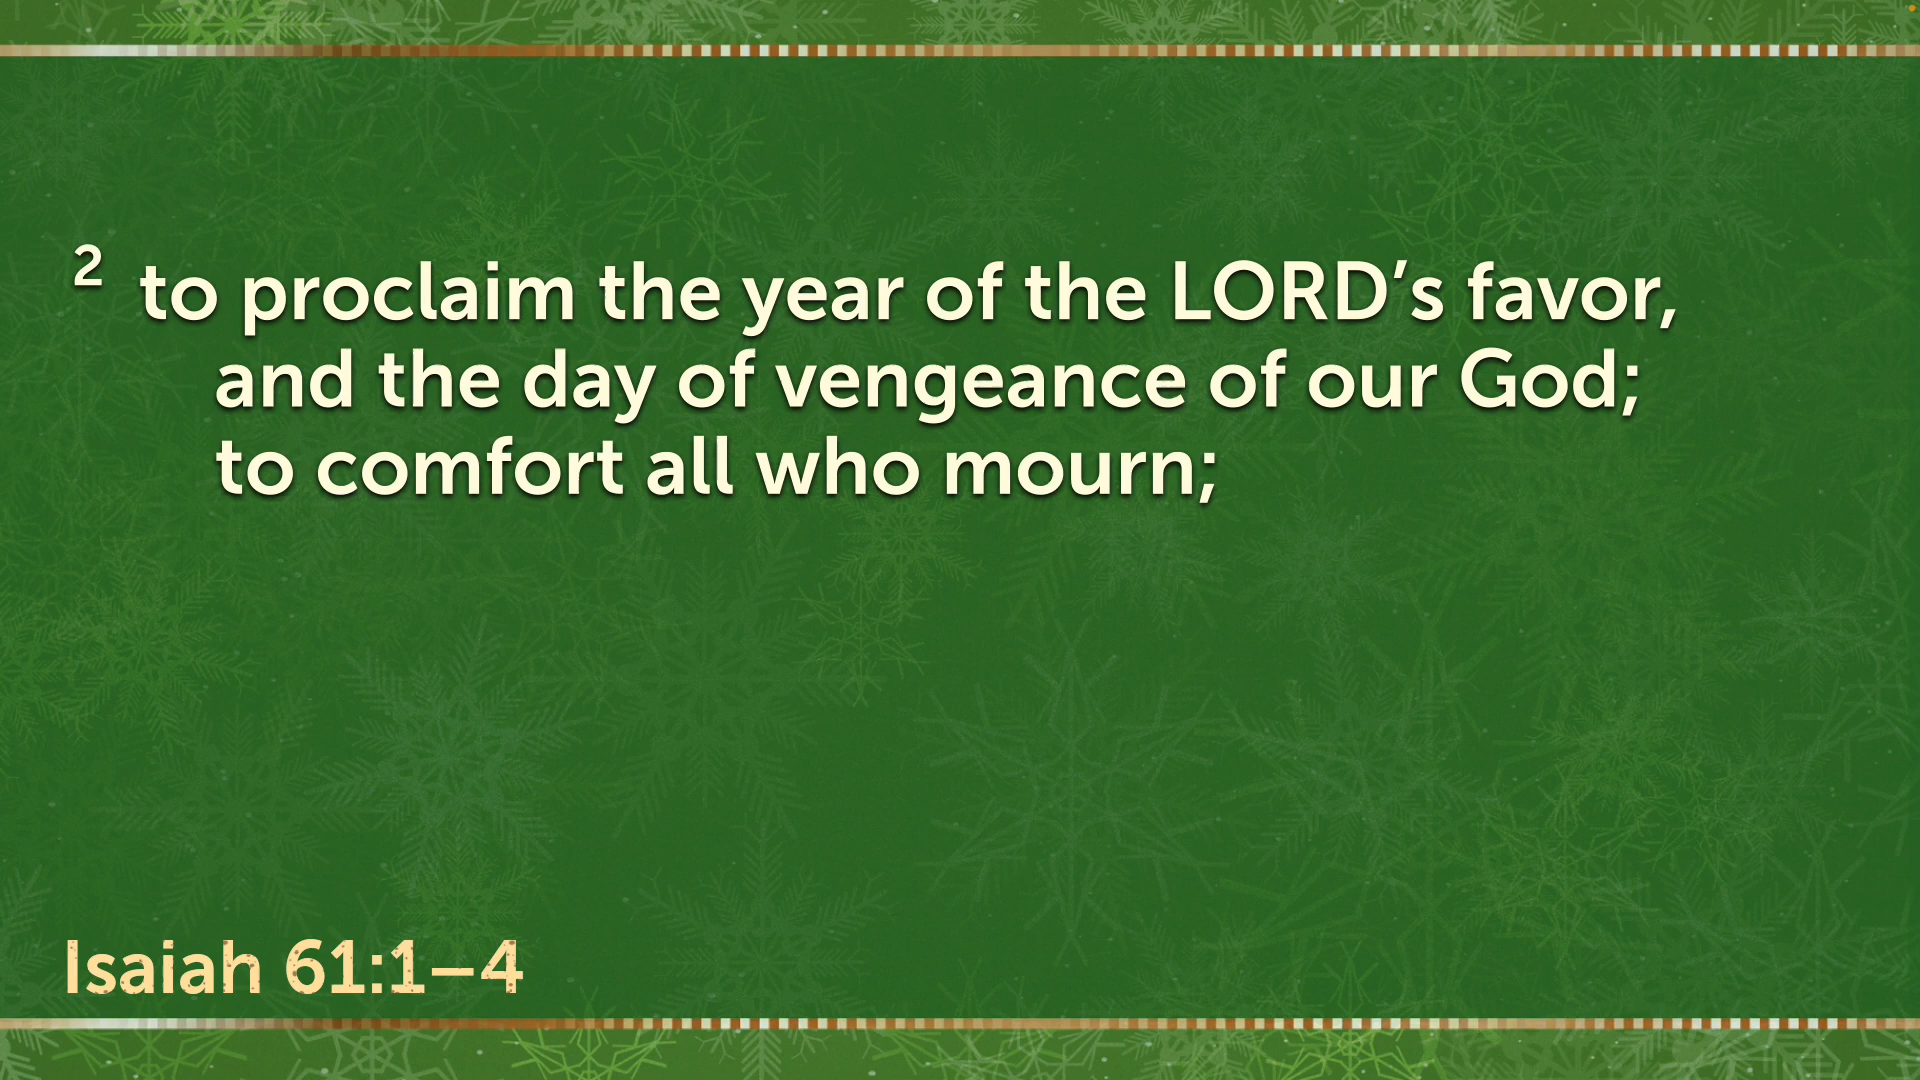 2 to proclaim the year of the LORD’s favor,
and the day of vengeance of our God;
to comfort all who mourn;
Isaiah 61:1–4